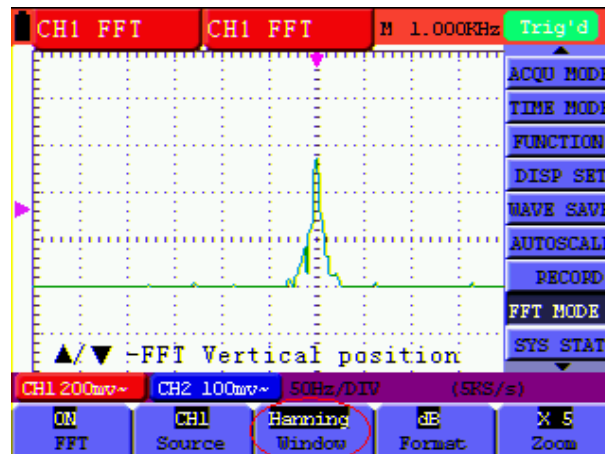 CH1 FFT CH1 FFT M 1.000KHz Trig'd
ACQU MODE
TIME MODE
FUNCTION
DISP SET
WAVE SAVE
AUTOSCALE
RECORD
FFT MODE
SYS STAT
▲/▼ -FFT Vertical position
CH1 200mv~ CH2 100mv~ 50Hz/DIV (5KS/s)
ON CH1 Hanning dB X 5
FFT Source Window Format Zoom